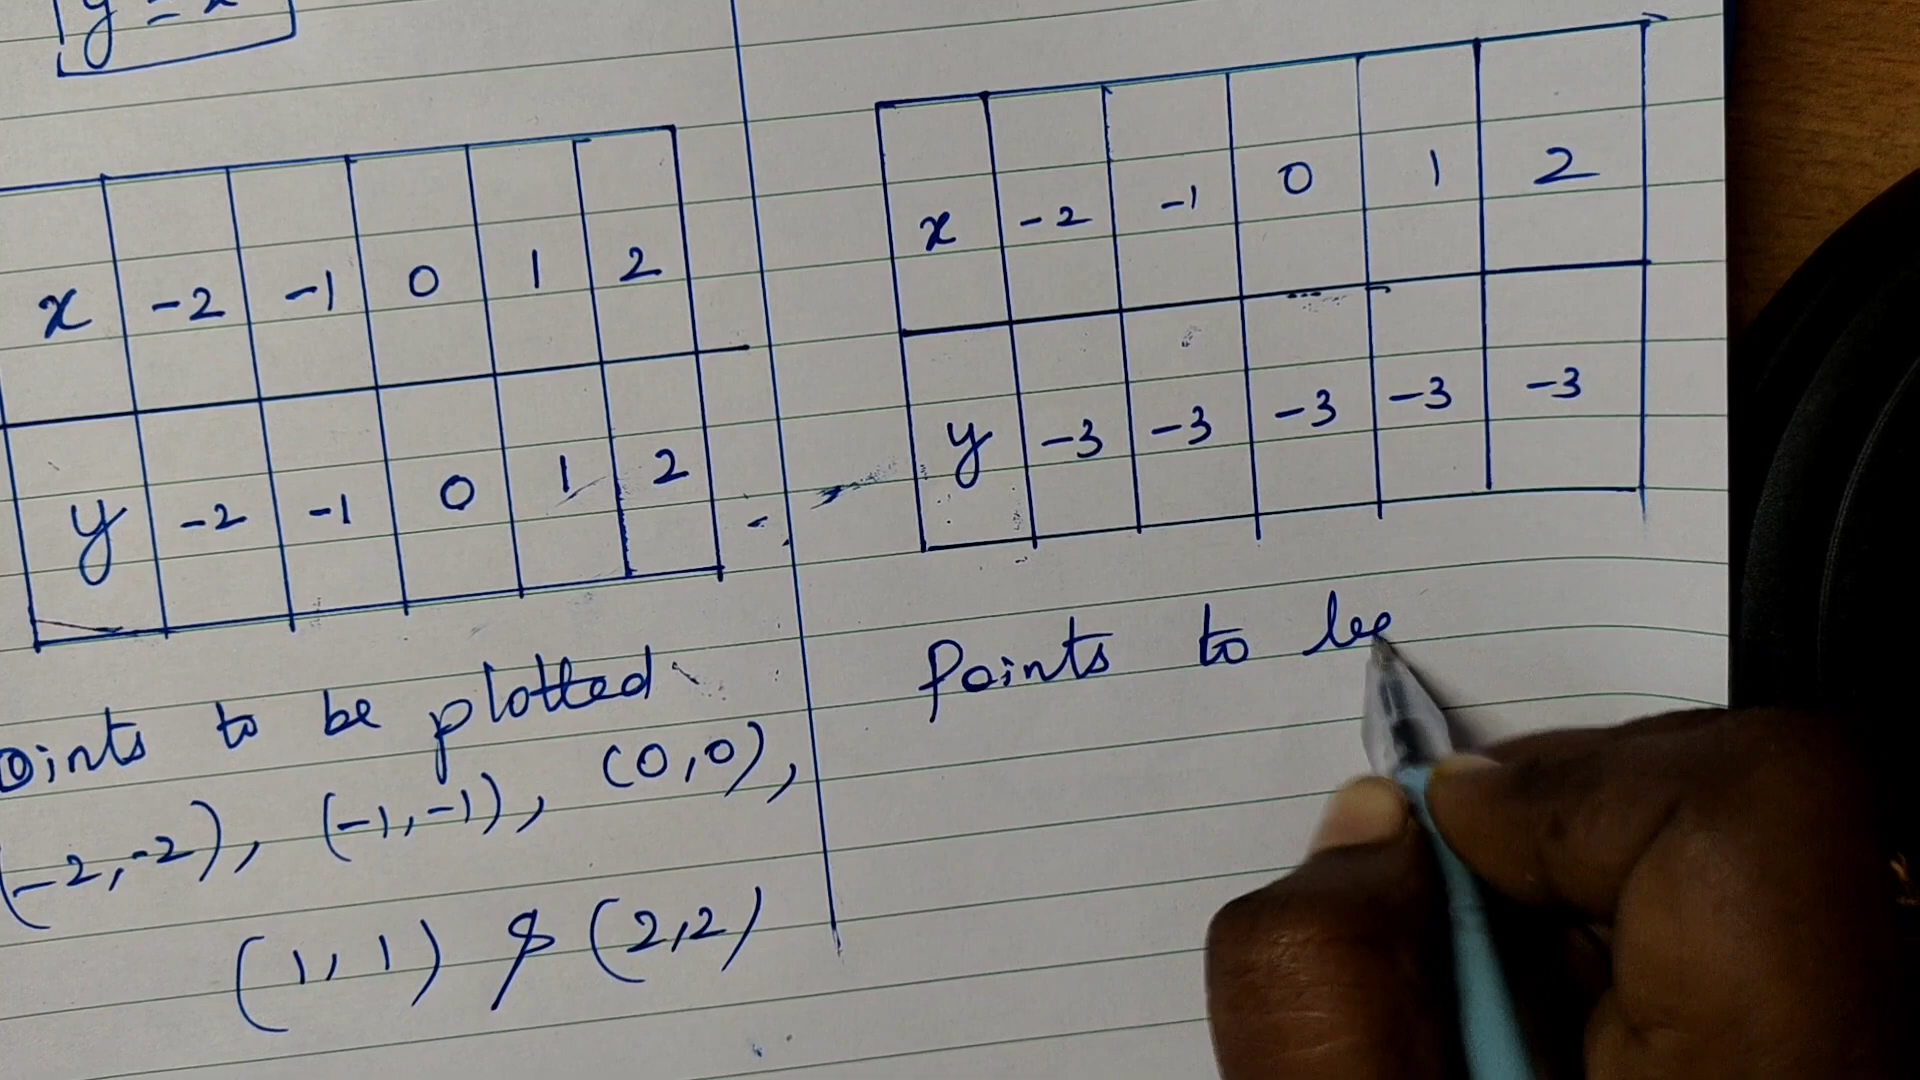 y = x
x -2 -1 0 1 2
y -2 -1 0 1 2
oints to be plotted
(-2,-2), (-1,-1), (0,0),
(1,1) & (2,2)
x -2 -1 0 1 2
y -3 -3 -3 -3 -3
Points to be